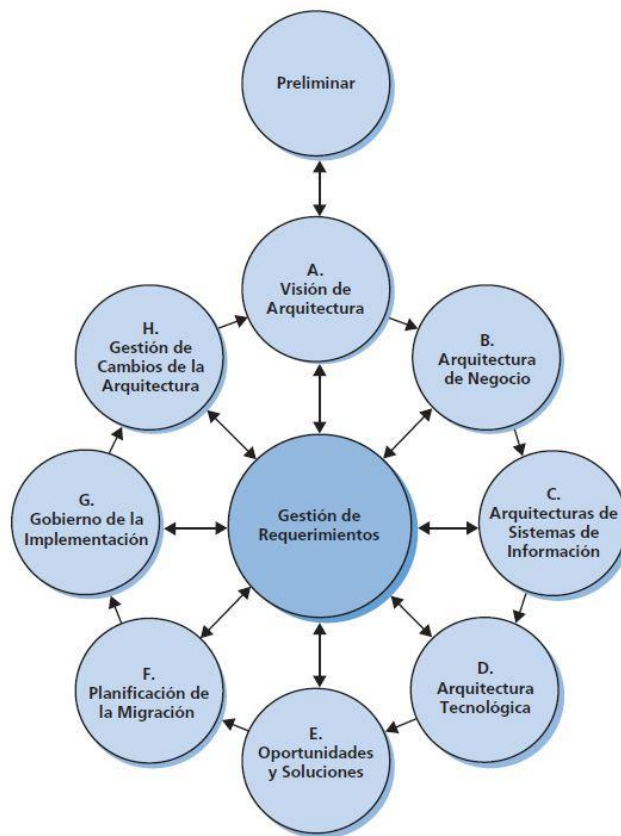 Preliminar
A.
Visión de
Arquitectura
B.
Arquitectura
de Negocio
C.
Arquitecturas de
Sistemas de
Información
D.
Arquitectura
Tecnológica
E.
Oportunidades
y Soluciones
F.
Planificación de
la Migración
G.
Gobierno de la
Implementación
H.
Gestión de
Cambios de la
Arquitectura
Gestión de
Requerimientos